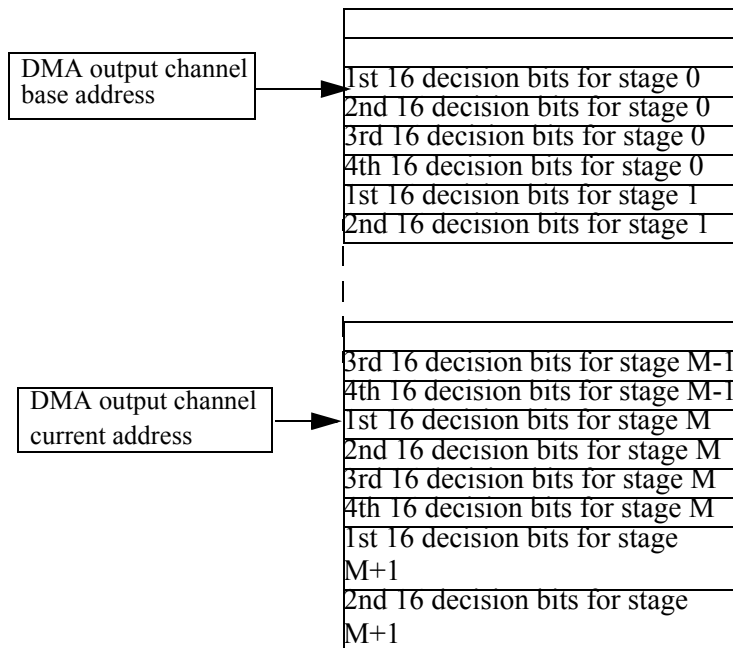 DMA output channel
base address
1st 16 decision bits for stage 0
2nd 16 decision bits for stage 0
3rd 16 decision bits for stage 0
4th 16 decision bits for stage 0
1st 16 decision bits for stage 1
2nd 16 decision bits for stage 1
3rd 16 decision bits for stage M-1
4th 16 decision bits for stage M-1
DMA output channel
current address
1st 16 decision bits for stage M
2nd 16 decision bits for stage M
3rd 16 decision bits for stage M
4th 16 decision bits for stage M
1st 16 decision bits for stage
M+1
2nd 16 decision bits for stage
M+1